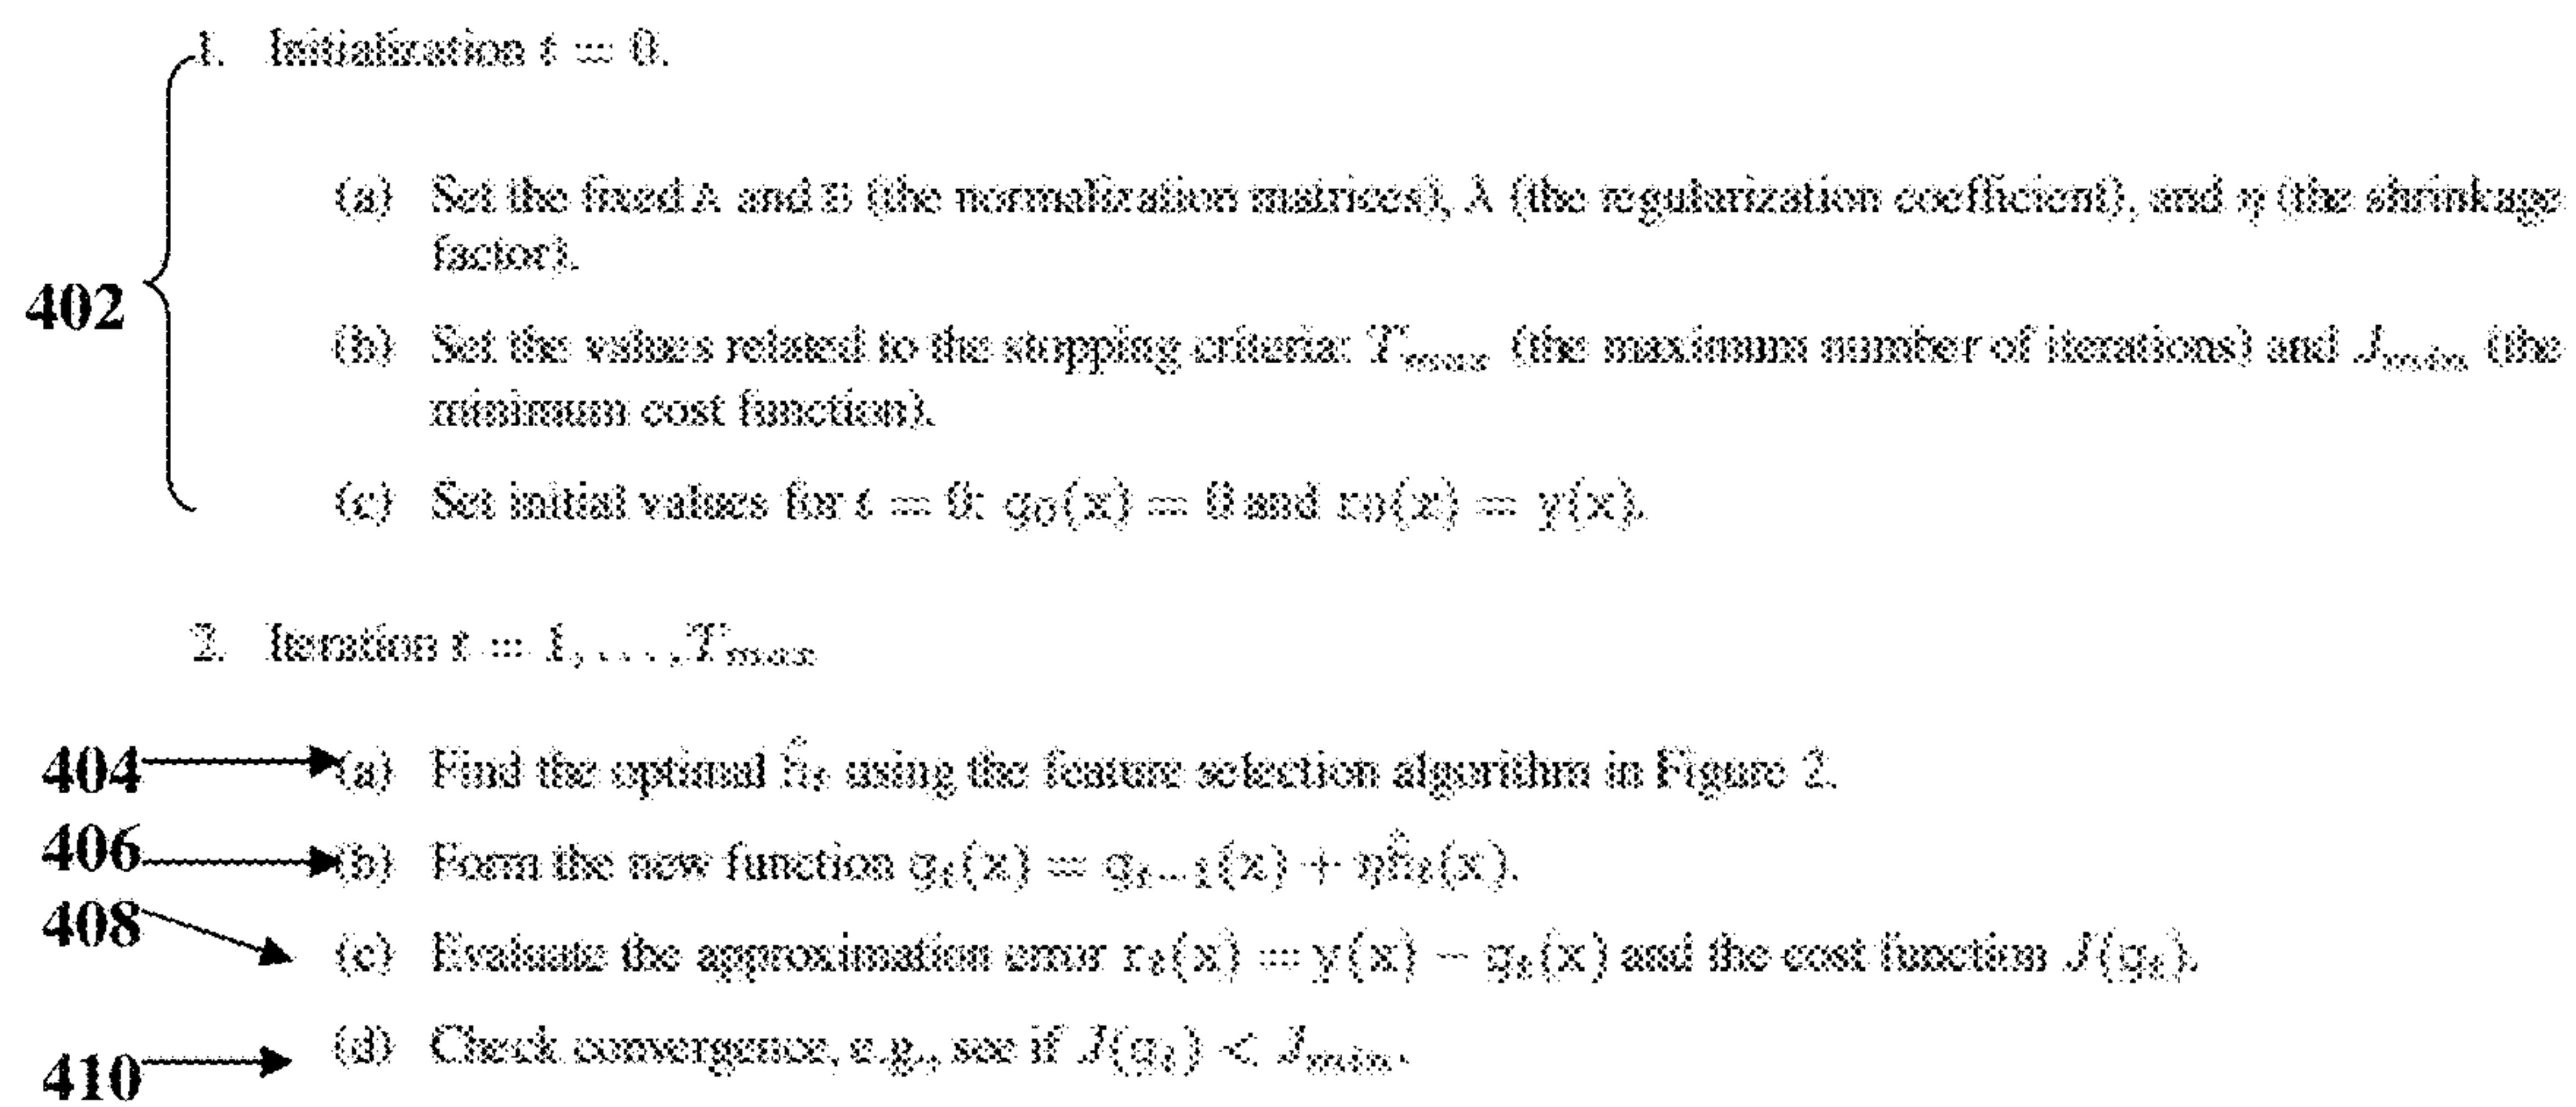 1. Initialization t = 0.
(a) Set the fixed A and B (the normalization matrices), λ (the regularization coefficient), and η (the shrinkage
factor).
402
(b) Set the values related to the stopping criteria: T_max (the maximum number of iterations) and J_min (the
minimum cost function).
(c) Set initial values for t = 0: g_0(x) = 0 and r_0(x) = y(x).
2. Iteration t = 1, ..., T_max
404 (a) Find the optimal ĥ_t using the feature selection algorithm in Figure 2.
406 (b) Form the new function g_t(x) = g_{t-1}(x) + ηĥ_t(x).
408 (c) Evaluate the approximation error r_t(x) = y(x) − g_t(x) and the cost function J(g_t).
410 (d) Check convergence, e.g., see if J(g_t) < J_min.